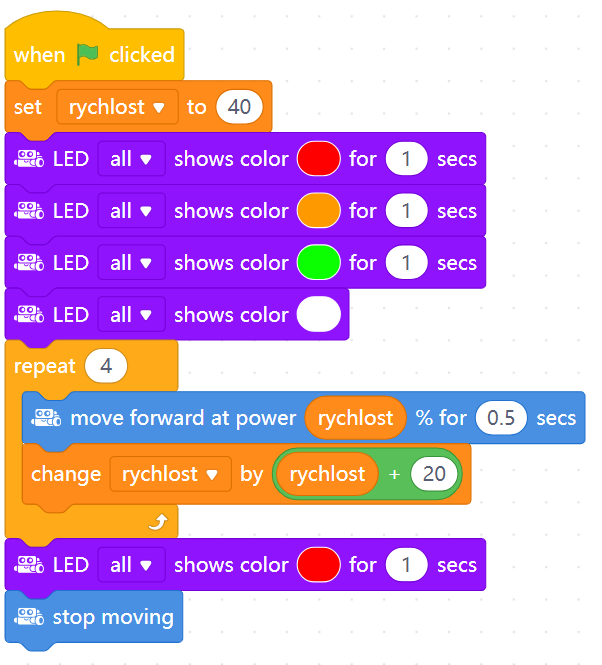 when clicked
set rychlost to 40
LED all shows color for 1 secs
LED all shows color for 1 secs
LED all shows color for 1 secs
LED all shows color
repeat 4
move forward at power rychlost % for 0.5 secs
change rychlost by rychlost + 20
LED all shows color for 1 secs
stop moving